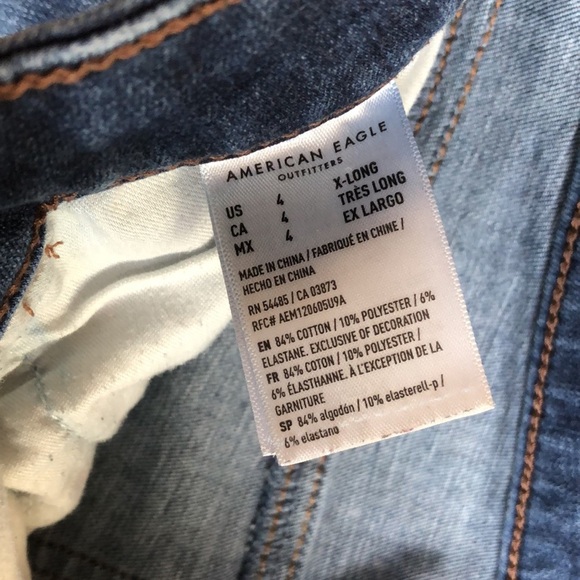 AMERICAN EAGLE
OUTFITTERS
US 4 X-LONG
CA 4 TRÈS LONG
MX 4 EX LARGO
MADE IN CHINA / FABRIQUÉ EN CHINE /
HECHO EN CHINA
RN 54485 / CA 03873
RFC# AEM120605U9A
EN 84% COTTON / 10% POLYESTER / 6%
ELASTANE. EXCLUSIVE OF DECORATION
FR 84% COTON / 10% POLYESTER /
6% ÉLASTHANNE. À L'EXCEPTION DE LA
GARNITURE
SP 84% algodón / 10% elasterell-p /
6% elastano